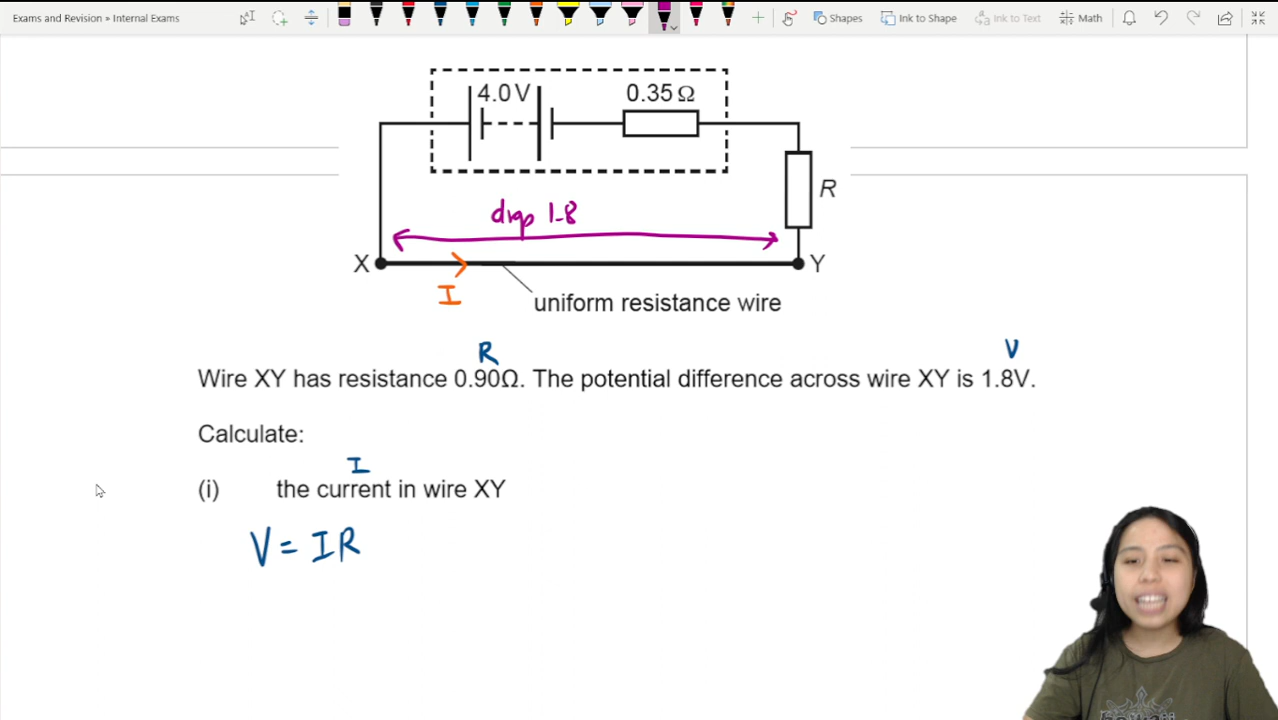 Exams and Revision » Internal Exams
Shapes
Ink to Shape
Ink to Text
Math
4.0 V
0.35 Ω
R
drop 1.8
X
Y
I
uniform resistance wire
R
V
Wire XY has resistance 0.90Ω. The potential difference across wire XY is 1.8V.
Calculate:
I
(i) the current in wire XY
V = IR